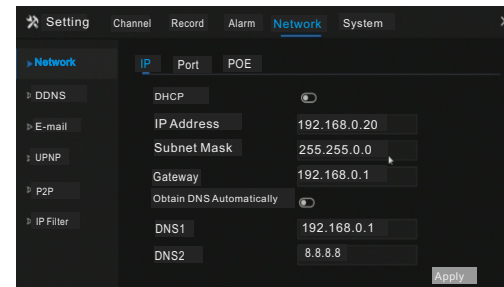 Setting Channel Record Alarm Network System
Network
IP Port POE
DDNS
DHCP
E-mail
IP Address 192.168.0.20
Subnet Mask 255.255.0.0
UPNP
Gateway 192.168.0.1
P2P
Obtain DNS Automatically
IP Filter
DNS1 192.168.0.1
DNS2 8.8.8.8
Apply